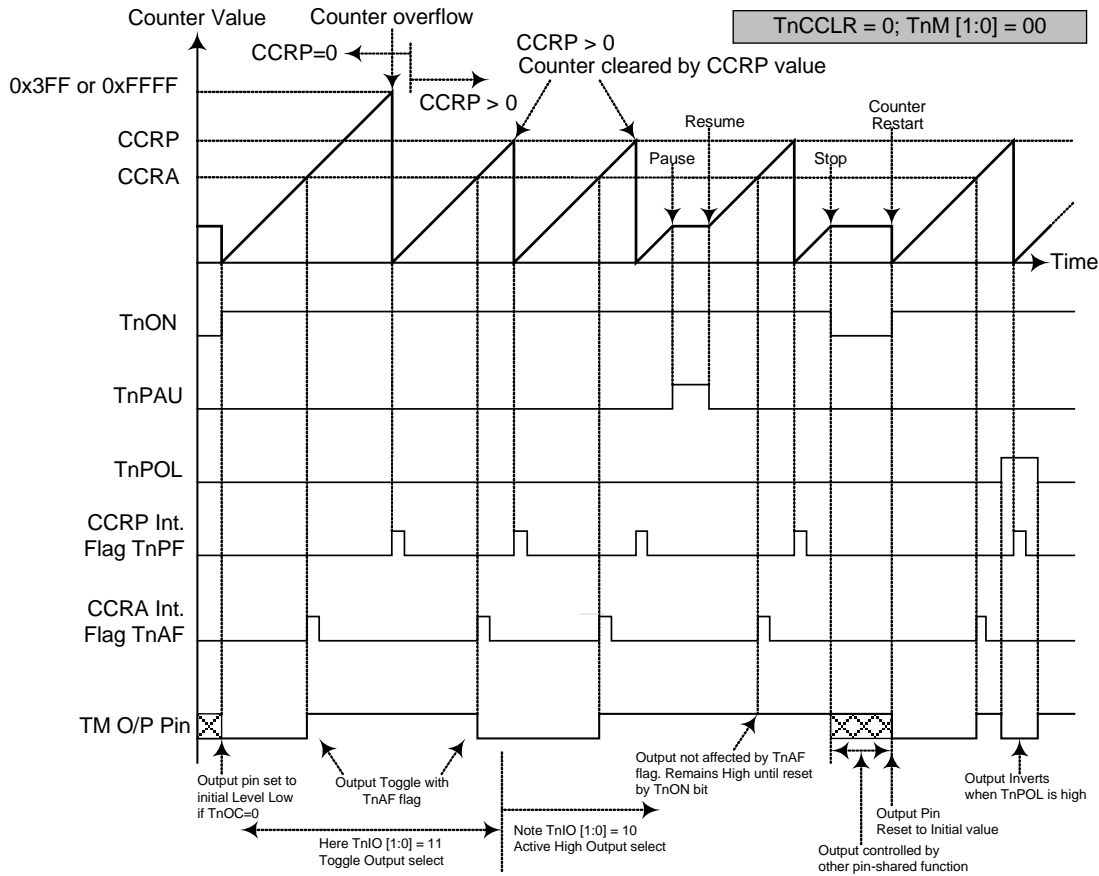 Counter Value
Counter overflow
TnCCLR = 0; TnM [1:0] = 00
CCRP=0
CCRP > 0
CCRP > 0
Counter cleared by CCRP value
0x3FF or 0xFFFF
CCRP
CCRA
Pause
Resume
Stop
Counter
Restart
Time
TnON
TnPAU
TnPOL
CCRP Int.
Flag TnPF
CCRA Int.
Flag TnAF
TM O/P Pin
Output pin set to
initial Level Low
if TnOC=0
Output Toggle with
TnAF flag
Here TnIO [1:0] = 11
Toggle Output select
Note TnIO [1:0] = 10
Active High Output select
Output not affected by TnAF
flag. Remains High until reset
by TnON bit
Output controlled by
other pin-shared function
Output Pin
Reset to Initial value
Output Inverts
when TnPOL is high